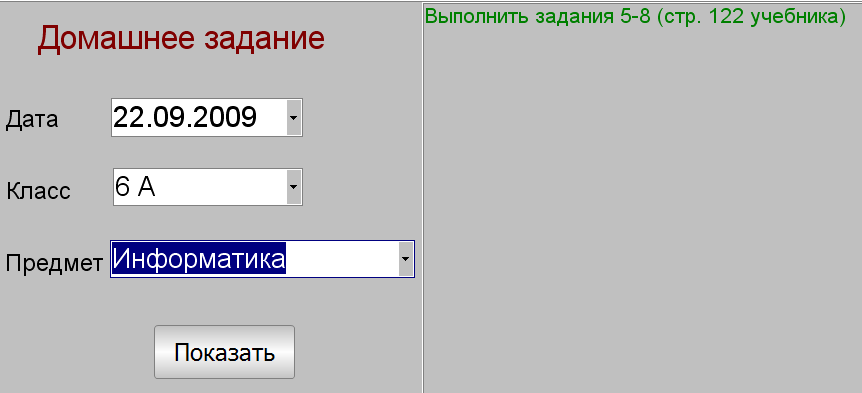 Домашнее задание
Дата 22.09.2009
Класс 6 А
Предмет Информатика
Показать
Выполнить задания 5-8 (стр. 122 учебника)